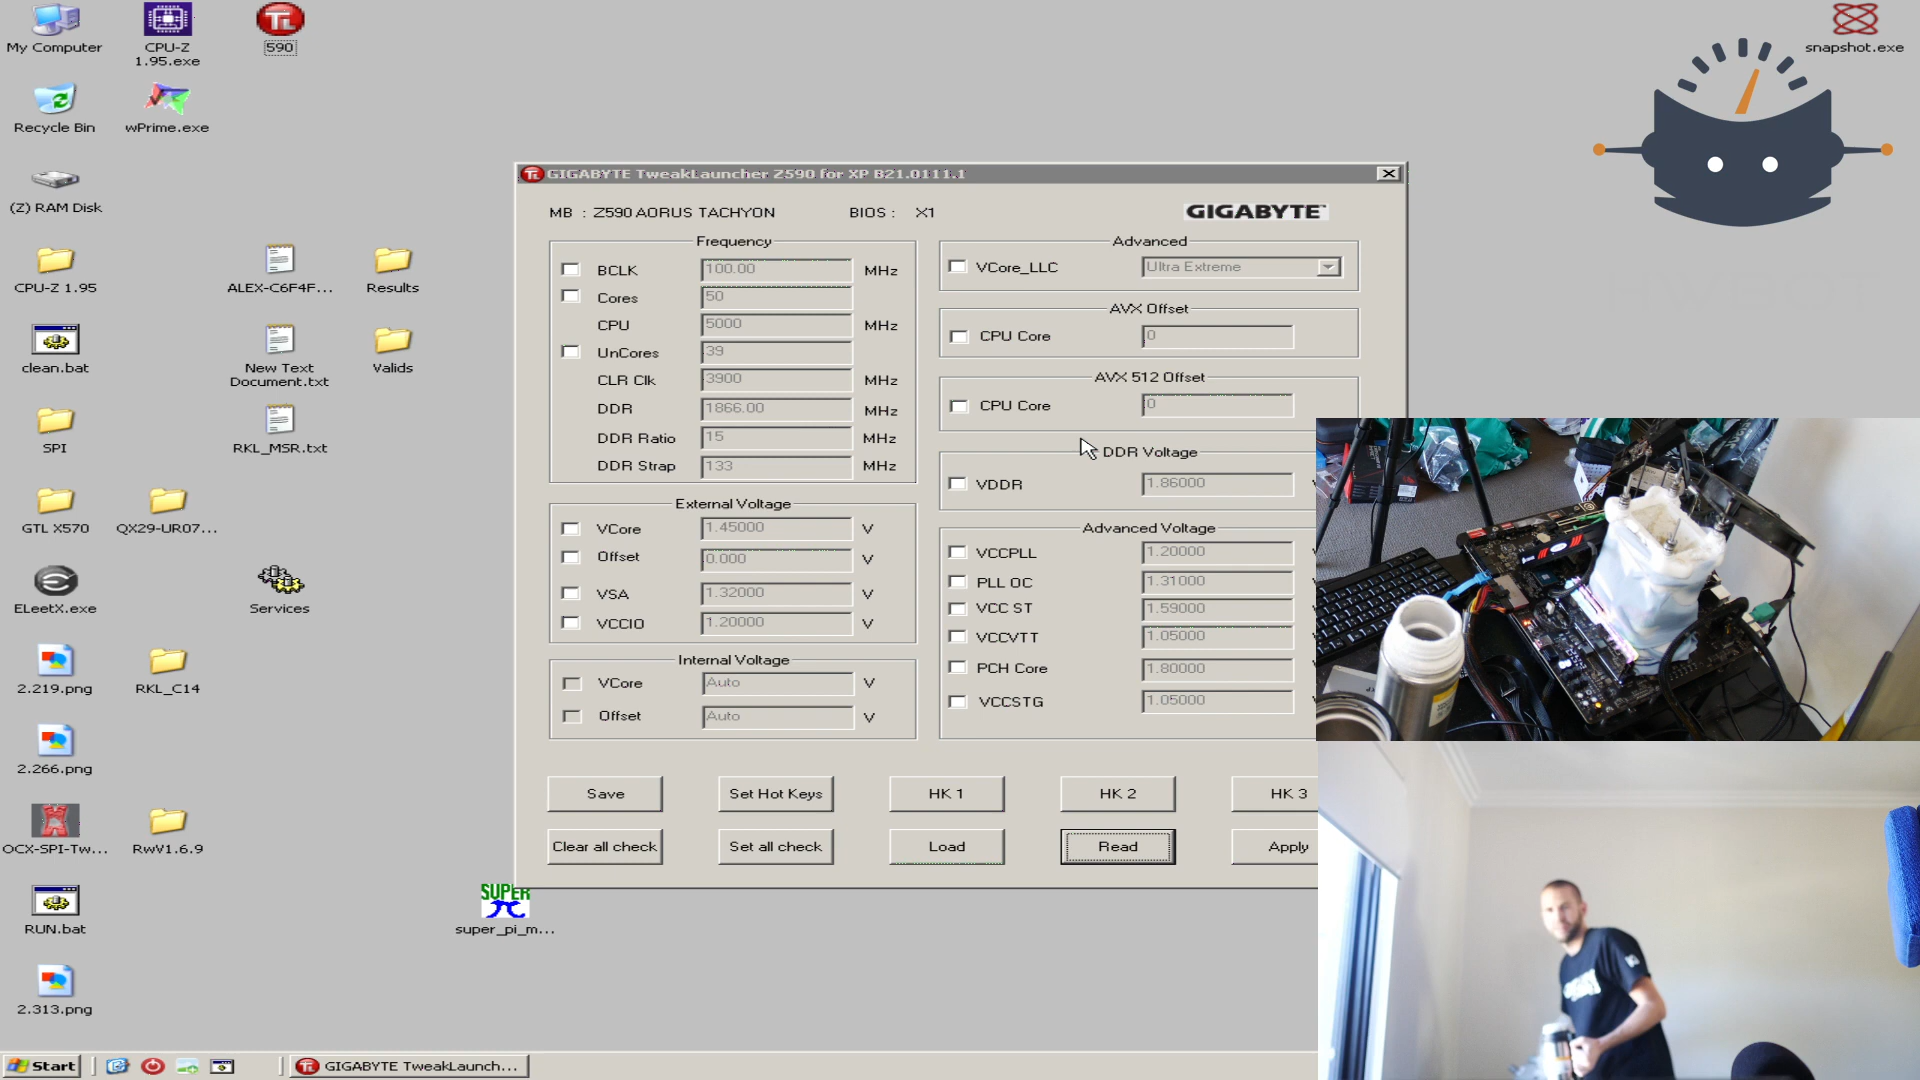 My Computer
CPU-Z
1.95.exe
590
snapshot.exe
Recycle Bin
wPrime.exe
(Z) RAM Disk
CPU-Z 1.95
ALEX-C6F4F...
Results
clean.bat
New Text
Document.txt
Valids
SPI
RKL_MSR.txt
GTL X570
QX29-UR07...
ELeetX.exe
Services
2.219.png
RKL_C14
2.266.png
OCX-SPI-Tw...
RwV1.6.9
RUN.bat
SUPER
super_pi_m...
2.313.png
GIGABYTE TweakLauncher Z590 for XP B21.0111.1
MB : Z590 AORUS TACHYON BIOS : X1
GIGABYTE
Frequency
BCLK 100.00 MHz
Cores 50
CPU 5000 MHz
UnCores 39
CLR Clk 3900 MHz
DDR 1866.00 MHz
DDR Ratio 15 MHz
DDR Strap 133 MHz
External Voltage
VCore 1.45000 V
Offset 0.000 V
VSA 1.32000 V
VCCIO 1.20000 V
Internal Voltage
VCore Auto V
Offset Auto V
Advanced
VCore_LLC Ultra Extreme
AVX Offset
CPU Core 0
AVX 512 Offset
CPU Core 0
DDR Voltage
VDDR 1.86000
Advanced Voltage
VCCPLL 1.20000
PLL OC 1.31000
VCC ST 1.59000
VCCVTT 1.05000
PCH Core 1.80000
VCCSTG 1.05000
Save Set Hot Keys HK 1 HK 2 HK 3
Clear all check Set all check Load Read Apply
Start GIGABYTE TweakLaunch...